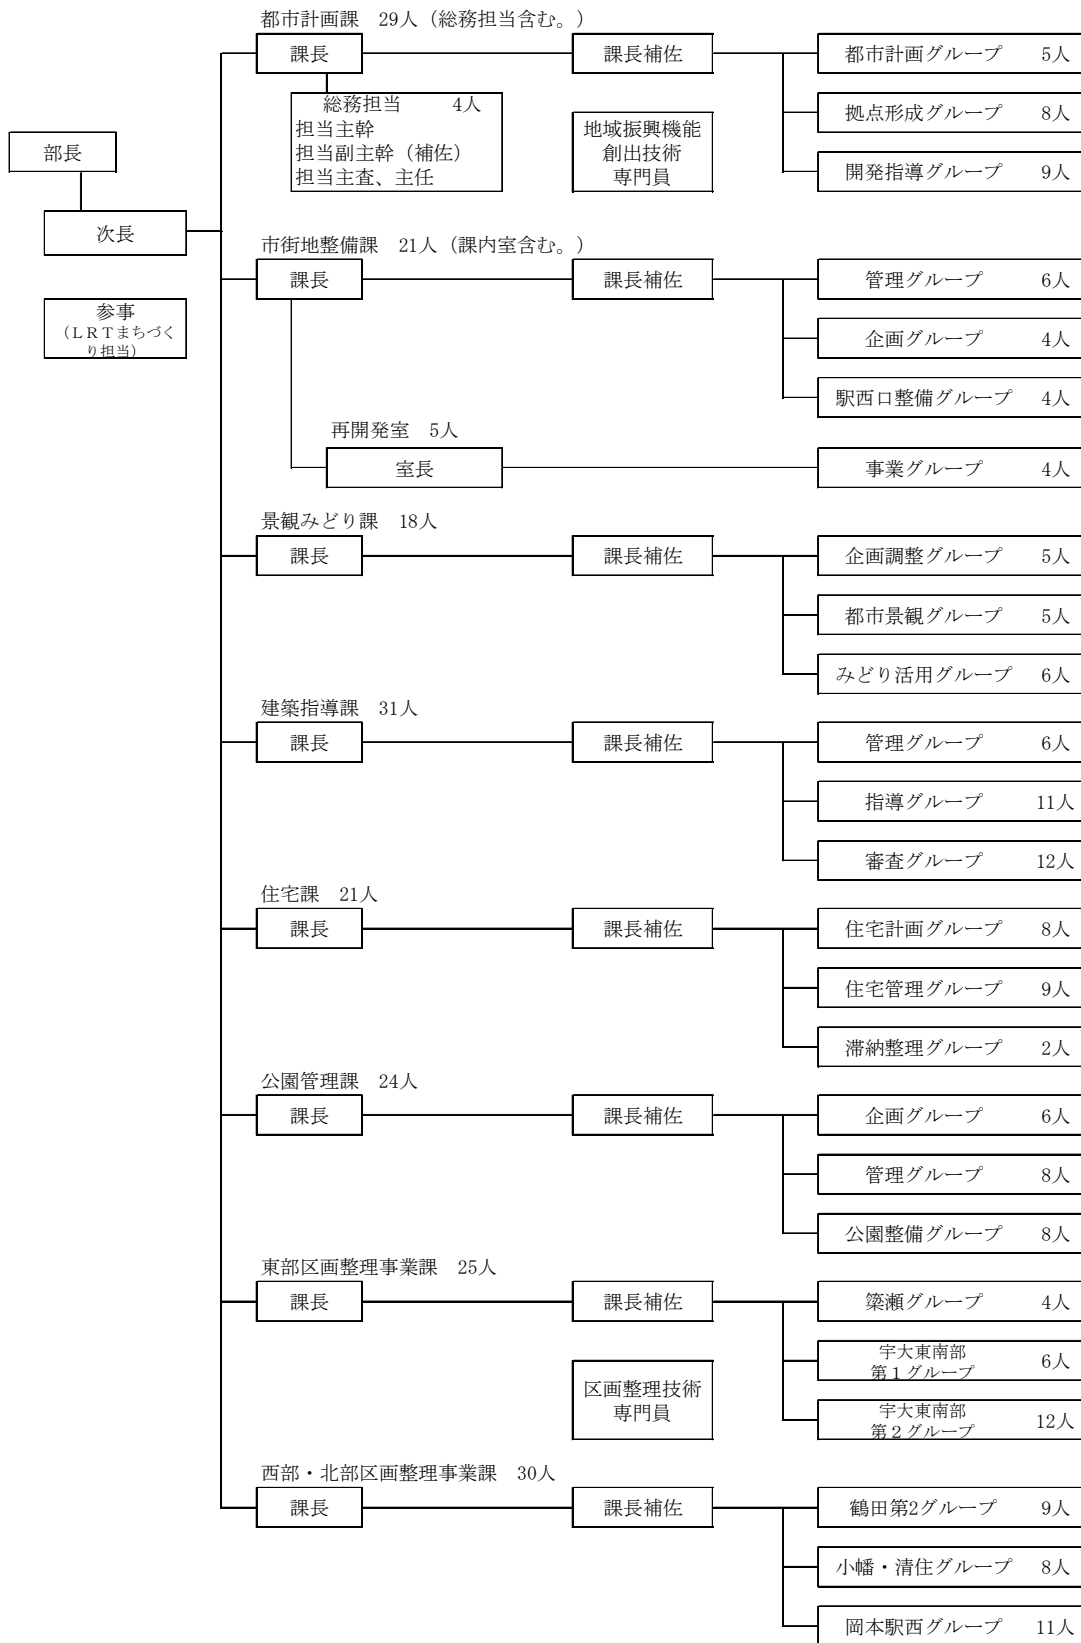 都市計画課　29人（総務担当含む。）
課長　課長補佐　都市計画グループ　5人
総務担当　4人
担当主幹
担当副主幹（補佐）
担当主査、主任
地域振興機能
創出技術
専門員
拠点形成グループ　8人
開発指導グループ　9人
部長
次長
参事
（ＬＲＴまちづく
り担当）
市街地整備課　21人（課内室含む。）
課長　課長補佐　管理グループ　6人
企画グループ　4人
駅西口整備グループ　4人
再開発室　5人
室長　事業グループ　4人
景観みどり課　18人
課長　課長補佐　企画調整グループ　5人
都市景観グループ　5人
みどり活用グループ　6人
建築指導課　31人
課長　課長補佐　管理グループ　6人
指導グループ　11人
審査グループ　12人
住宅課　21人
課長　課長補佐　住宅計画グループ　8人
住宅管理グループ　9人
滞納整理グループ　2人
公園管理課　24人
課長　課長補佐　企画グループ　6人
管理グループ　8人
公園整備グループ　8人
東部区画整理事業課　25人
課長　課長補佐　簗瀬グループ　4人
宇大東南部
第１グループ　6人
区画整理技術
専門員
宇大東南部
第２グループ　12人
西部・北部区画整理事業課　30人
課長　課長補佐　鶴田第2グループ　9人
小幡・清住グループ　8人
岡本駅西グループ　11人